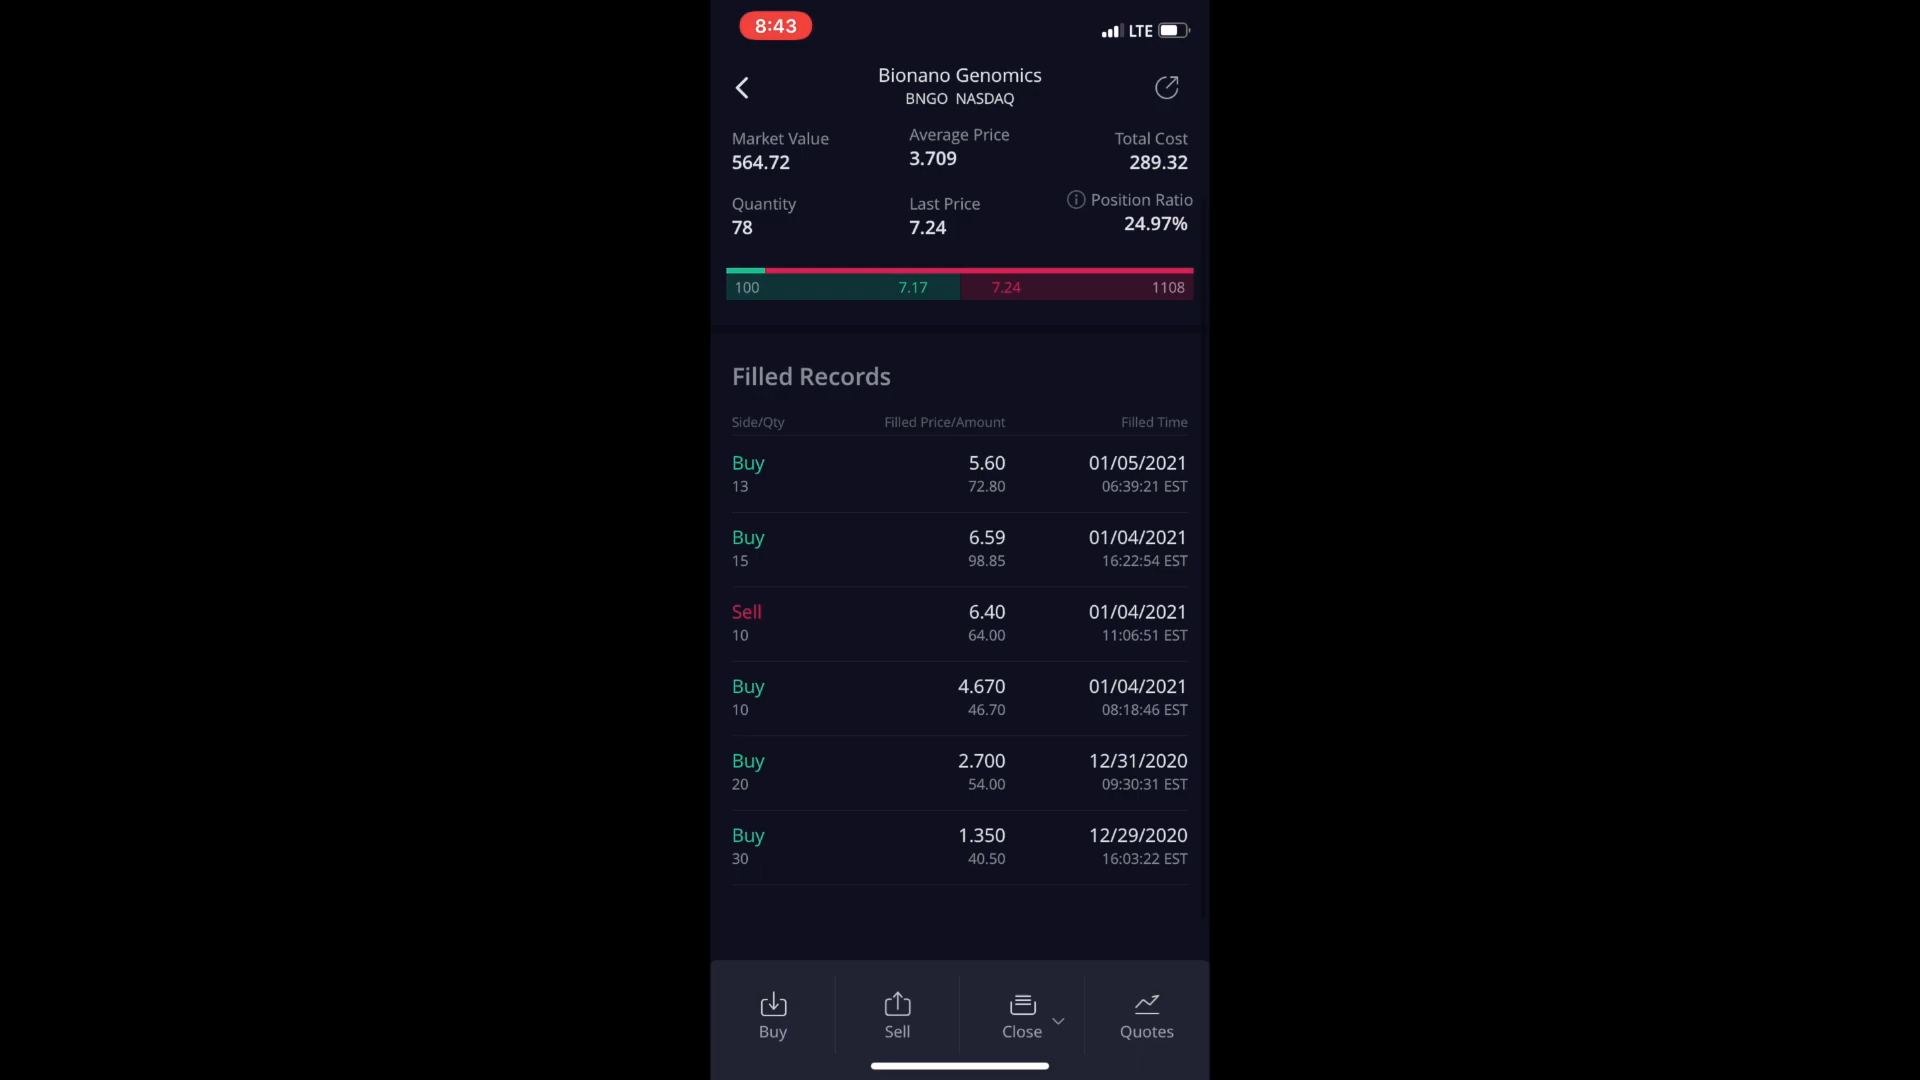 8:43
LTE
Bionano Genomics
BNGO NASDAQ
Market Value
Average Price
Total Cost
564.72
3.709
289.32
Quantity
Last Price
Position Ratio
78
7.24
24.97%
100
7.17
7.24
1108
Filled Records
Side/Qty
Filled Price/Amount
Filled Time
Buy
5.60
01/05/2021
13
72.80
06:39:21 EST
Buy
6.59
01/04/2021
15
98.85
16:22:54 EST
Sell
6.40
01/04/2021
10
64.00
11:06:51 EST
Buy
4.670
01/04/2021
10
46.70
08:18:46 EST
Buy
2.700
12/31/2020
20
54.00
09:30:31 EST
Buy
1.350
12/29/2020
30
40.50
16:03:22 EST
Buy
Sell
Close
Quotes